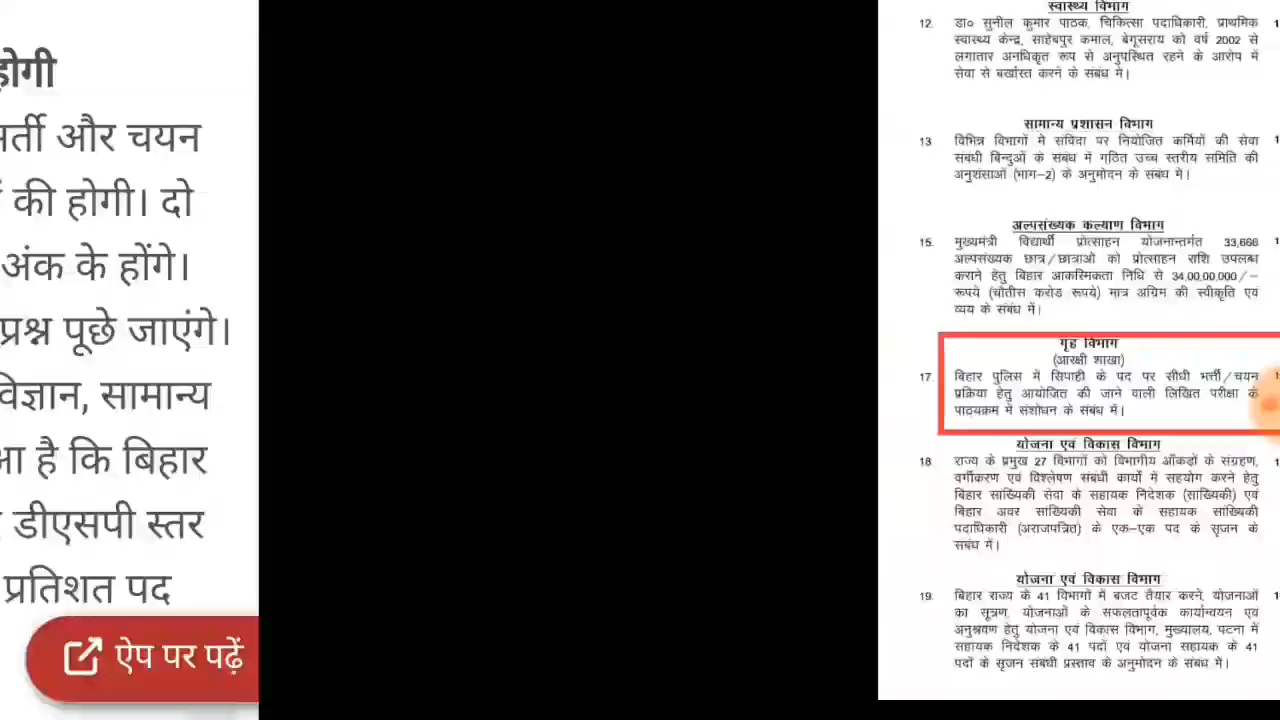 होगी
भर्ती और चयन
की होगी। दो
अंक के होंगे।
प्रश्न पूछे जाएंगे।
विज्ञान, सामान्य
है कि बिहार
डीएसपी स्तर
प्रतिशत पद
ऐप पर पढ़ें
स्वास्थ्य विभाग
12. डा० सुनील कुमार पाठक, चिकित्सा पदाधिकारी, प्राथमिक
स्वास्थ्य केन्द्र, साहेबपुर कमाल, बेगूसराय को वर्ष 2002 से
लगातार अनधिकृत रूप से अनुपस्थित रहने के आरोप में
सेवा से बर्खास्त करने के संबंध में।
सामान्य प्रशासन विभाग
13 विभिन्न विभागों मे संविदा पर नियोजित कर्मियों की सेवा
संबंधी बिन्दुओं के संबंध में गठित उच्च स्तरीय समिति की
अनुशंसाओं (भाग–2) के अनुमोदन के संबंध में।
अल्पसंख्यक कल्याण विभाग
15. मुख्यमंत्री विद्यार्थी प्रोत्साहन योजनान्तर्गत 33,666
अल्पसंख्यक छात्र/छात्राओं को प्रोत्साहन राशि उपलब्ध
कराने हेतु बिहार आकस्मिकता निधि से 34,00,00,000/–
रूपये (चौंतीस करोड रूपये) मात्र अग्रिम की स्वीकृति एवं
व्यय के संबंध में।
गृह विभाग
(आरक्षी शाखा)
17. बिहार पुलिस में सिपाही के पद पर सीधी भर्त्ती/चयन
प्रक्रिया हेतु आयोजित की जाने वाली लिखित परीक्षा के
पाठ्यक्रम में संशोधन के संबंध में।
योजना एवं विकास विभाग
18. राज्य के प्रमुख 27 विभागों को विभागीय आँकड़ों के संग्रहण,
वर्गीकरण एवं विश्लेषण संबंधी कार्यों में सहयोग करने हेतु
बिहार सांख्यिकी सेवा के सहायक निदेशक (सांख्यिकी) एवं
बिहार अवर सांख्यिकी सेवा के सहायक सांख्यिकी
पदाधिकारी (अराजपत्रित) के एक–एक पद के सृजन के
संबंध में।
योजना एवं विकास विभाग
19. बिहार राज्य के 41 विभागों में बजट तैयार करने, योजनाओं
का सूत्रण, योजनाओं के सफलतापूर्वक कार्यान्वयन एवं
अनुश्रवण हेतु योजना एवं विकास विभाग, मुख्यालय, पटना में
सहायक निदेशक के 41 पदों एवं योजना सहायक के 41
पदों के सृजन संबंधी प्रस्ताव के अनुमोदन के संबंध में।